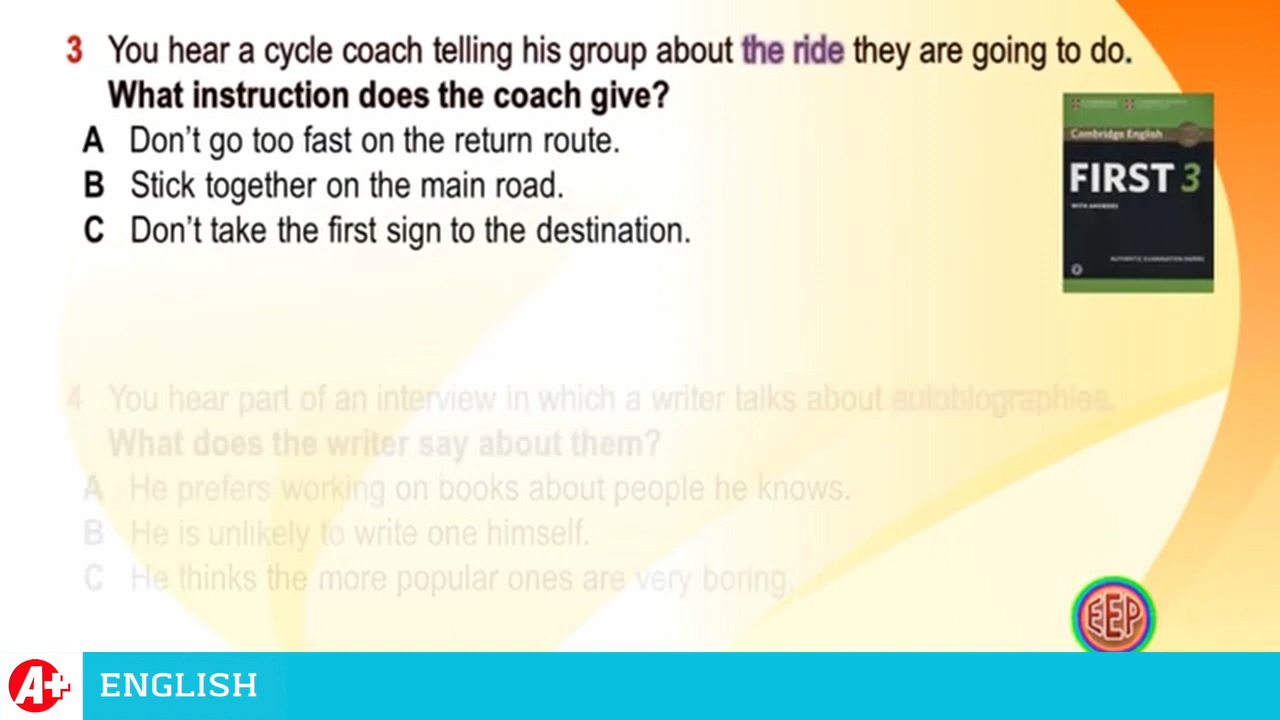 3 You hear a cycle coach telling his group about the ride they are going to do.
What instruction does the coach give?
A Don't go too fast on the return route.
B Stick together on the main road.
C Don't take the first sign to the destination.
Cambridge English
FIRST 3
WITH ANSWERS
AUTHENTIC EXAMINATION PAPERS
4 You hear part of an interview in which a writer talks about autobiographies.
What does the writer say about them?
A He prefers working on books about people he knows.
B He is unlikely to write one himself.
C He thinks the more popular ones are very boring.
EEP
A+ ENGLISH